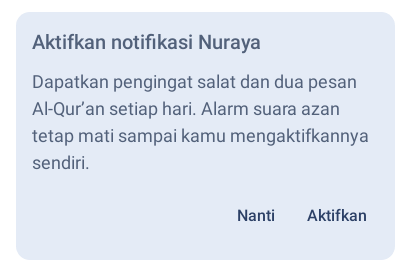 Aktifkan notifikasi Nuraya
Dapatkan pengingat salat dan dua pesan
Al-Qur’an setiap hari. Alarm suara azan
tetap mati sampai kamu mengaktifkannya
sendiri.
Nanti Aktifkan